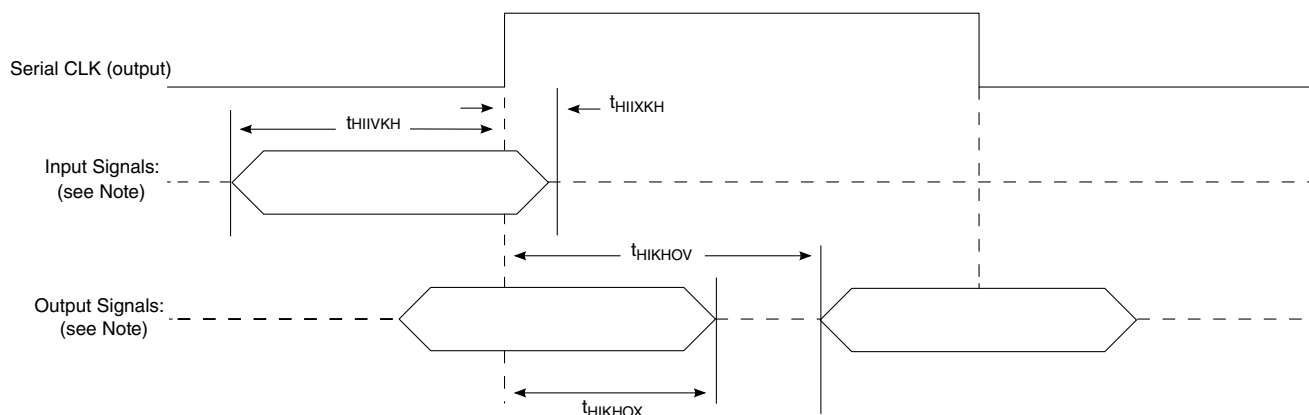 Serial CLK (output)
tHIIXKH
tHIIVKH
Input Signals:
(see Note)
tHIKHOV
Output Signals:
(see Note)
tHIKHOX